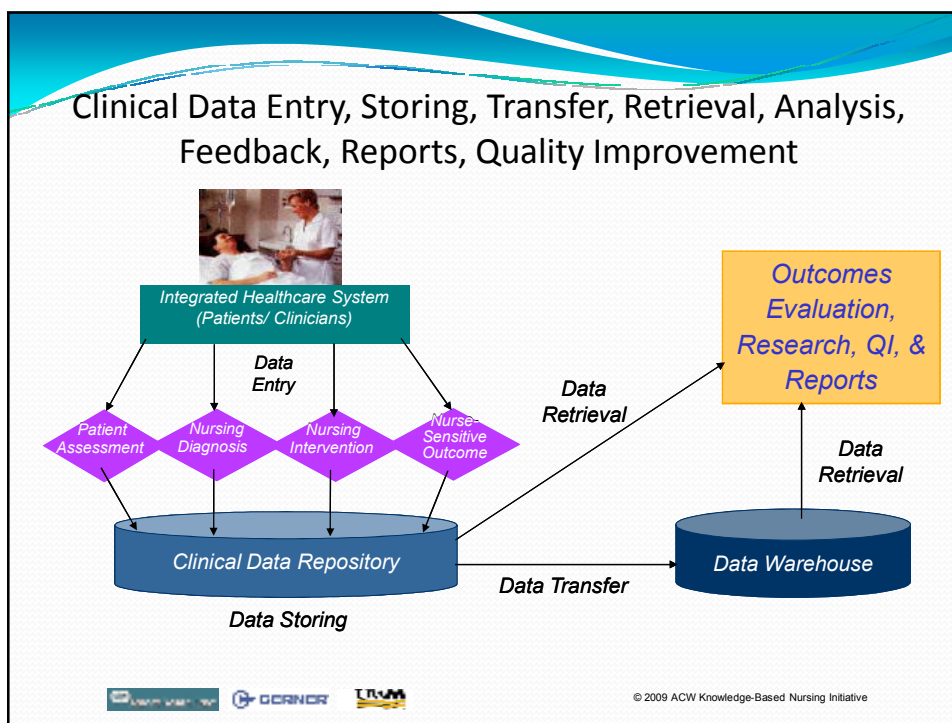 Clinical Data Entry, Storing, Transfer, Retrieval, Analysis,
Feedback, Reports, Quality Improvement
Integrated Healthcare System
(Patients/ Clinicians)
Data
Entry
Patient
Assessment
Nursing
Diagnosis
Nursing
Intervention
Nurse-
Sensitive
Outcome
Data
Retrieval
Outcomes
Evaluation,
Research, QI, &
Reports
Data
Retrieval
Clinical Data Repository
Data Transfer
Data Warehouse
Data Storing
CERNER
© 2009 ACW Knowledge-Based Nursing Initiative